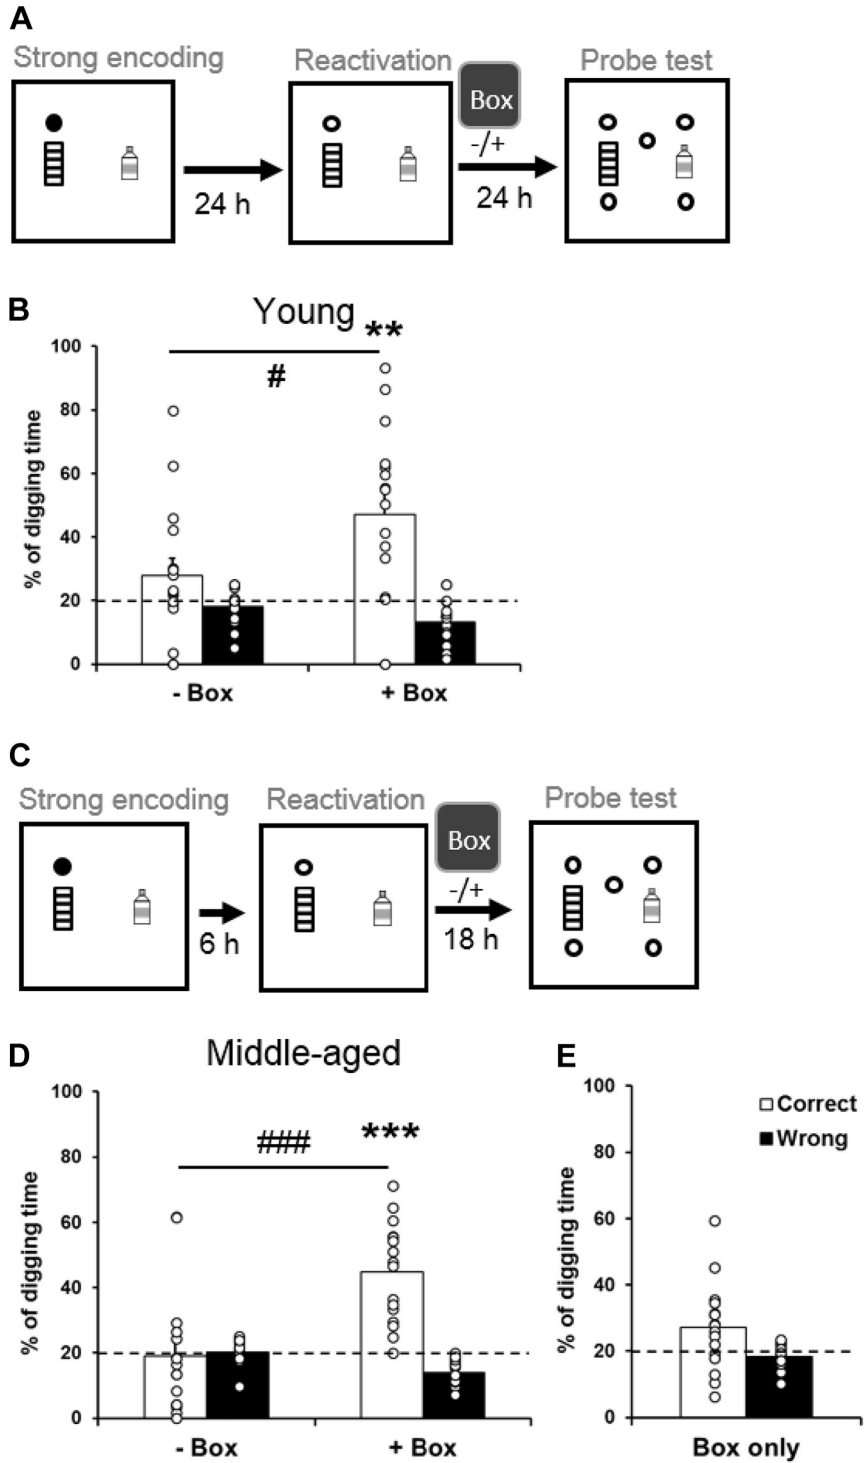 A
Strong encoding
Reactivation
Probe test
Box
-/+
24 h
24 h
B
Young
**
#
% of digging time
100
80
60
40
20
0
- Box
+ Box
C
Strong encoding
Reactivation
Probe test
Box
-/+
6 h
18 h
D
Middle-aged
###
***
% of digging time
100
80
60
40
20
0
- Box
+ Box
E
Correct
Wrong
% of digging time
100
80
60
40
20
0
Box only